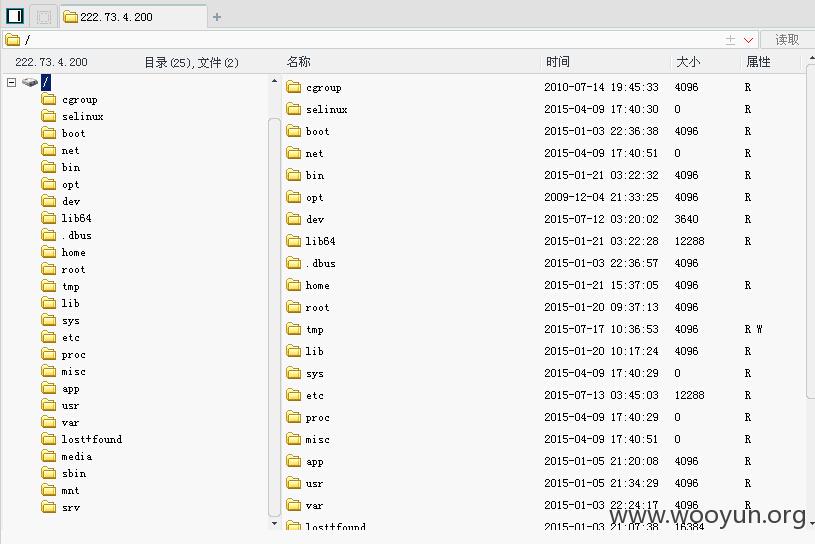 222.73.4.200
/
读取
222.73.4.200 目录(25),文件(2) 名称 时间 大小 属性
/
cgroup
selinux
boot
net
bin
opt
dev
lib64
.dbus
home
root
tmp
lib
sys
etc
proc
misc
app
usr
var
lost+found
media
sbin
mnt
srv
cgroup 2010-07-14 19:45:33 4096 R
selinux 2015-04-09 17:40:30 0 R
boot 2015-01-03 22:36:38 4096 R
net 2015-04-09 17:40:51 0 R
bin 2015-01-21 03:22:32 4096 R
opt 2009-12-04 21:33:25 4096 R
dev 2015-07-12 03:20:02 3640 R
lib64 2015-01-21 03:22:28 12288 R
.dbus 2015-01-03 22:36:57 4096
home 2015-01-21 15:37:05 4096 R
root 2015-01-20 09:37:13 4096
tmp 2015-07-17 10:36:53 4096 R W
lib 2015-01-20 10:17:24 4096 R
sys 2015-04-09 17:40:29 0 R
etc 2015-07-13 03:45:03 12288 R
proc 2015-04-09 17:40:29 0 R
misc 2015-04-09 17:40:51 0 R
app 2015-01-05 21:20:08 4096 R
usr 2015-01-05 21:34:29 4096 R
var 2015-01-03 22:24:17 4096 R
lost+found 2015-01-03 21:07:38 16384
www.wooyun.org